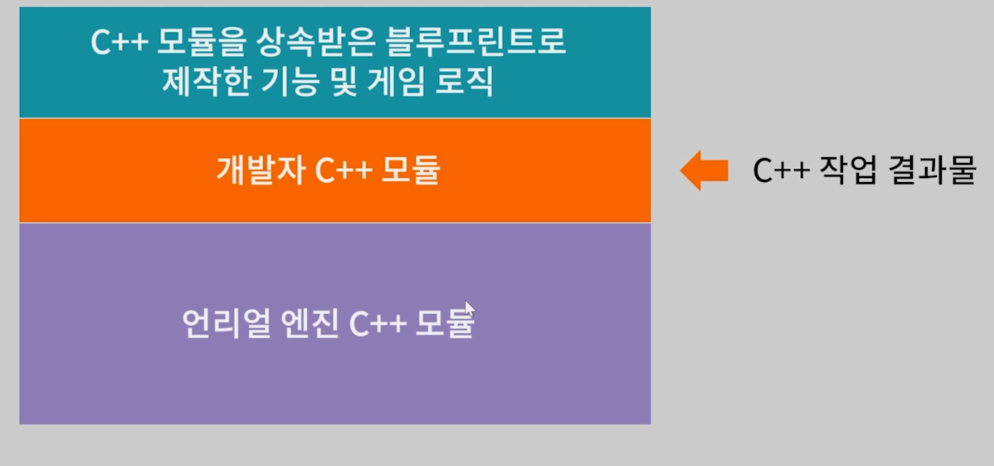 C++ 모듈을 상속받은 블루프린트로
제작한 기능 및 게임 로직
개발자 C++ 모듈
C++ 작업 결과물
언리얼 엔진 C++ 모듈